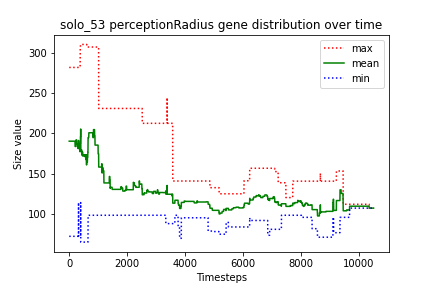 solo_53 perceptionRadius gene distribution over time
max
mean
min
Size value
300
250
200
150
100
0
2000
4000
6000
8000
10000
Timesteps